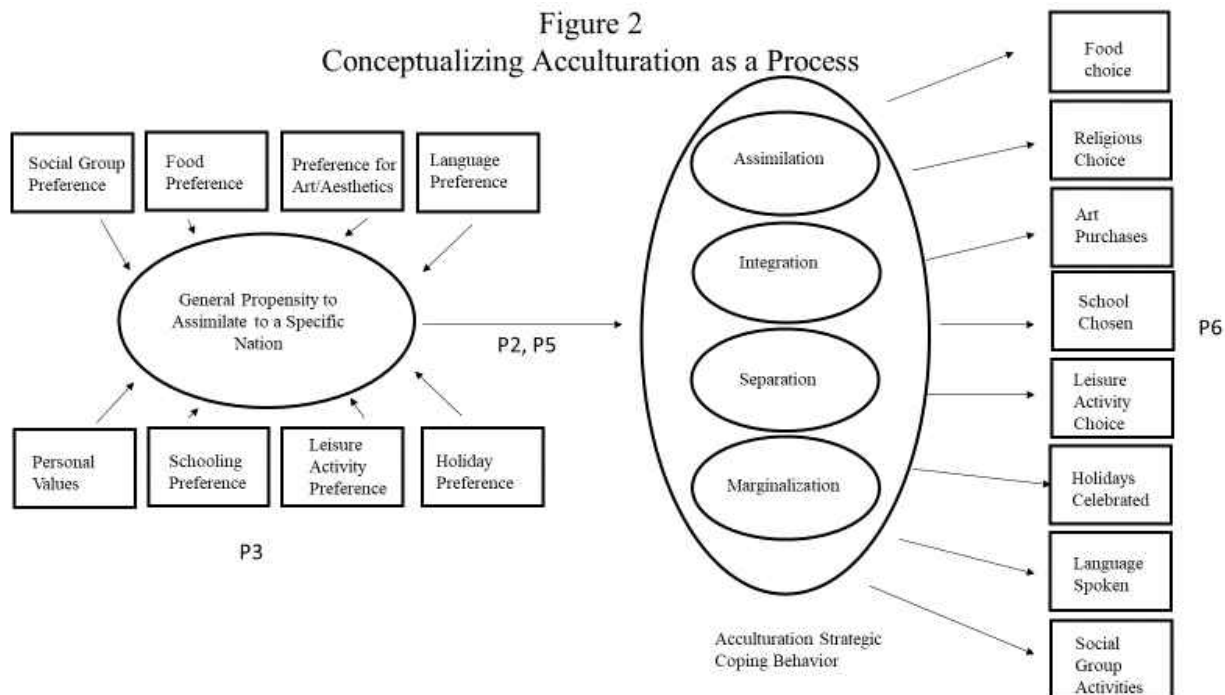 Figure 2
Conceptualizing Acculturation as a Process
Social Group
Preference
Food
Preference
Preference for
Art/Aesthetics
Language
Preference
General Propensity to
Assimilate to a Specific
Nation
P2, P5
Personal
Values
Schooling
Preference
Leisure
Activity
Preference
Holiday
Preference
P3
Assimilation
Integration
Separation
Marginalization
Acculturation Strategic
Coping Behavior
Food
choice
Religious
Choice
Art
Purchases
School
Chosen
P6
Leisure
Activity
Choice
Holidays
Celebrated
Language
Spoken
Social
Group
Activities